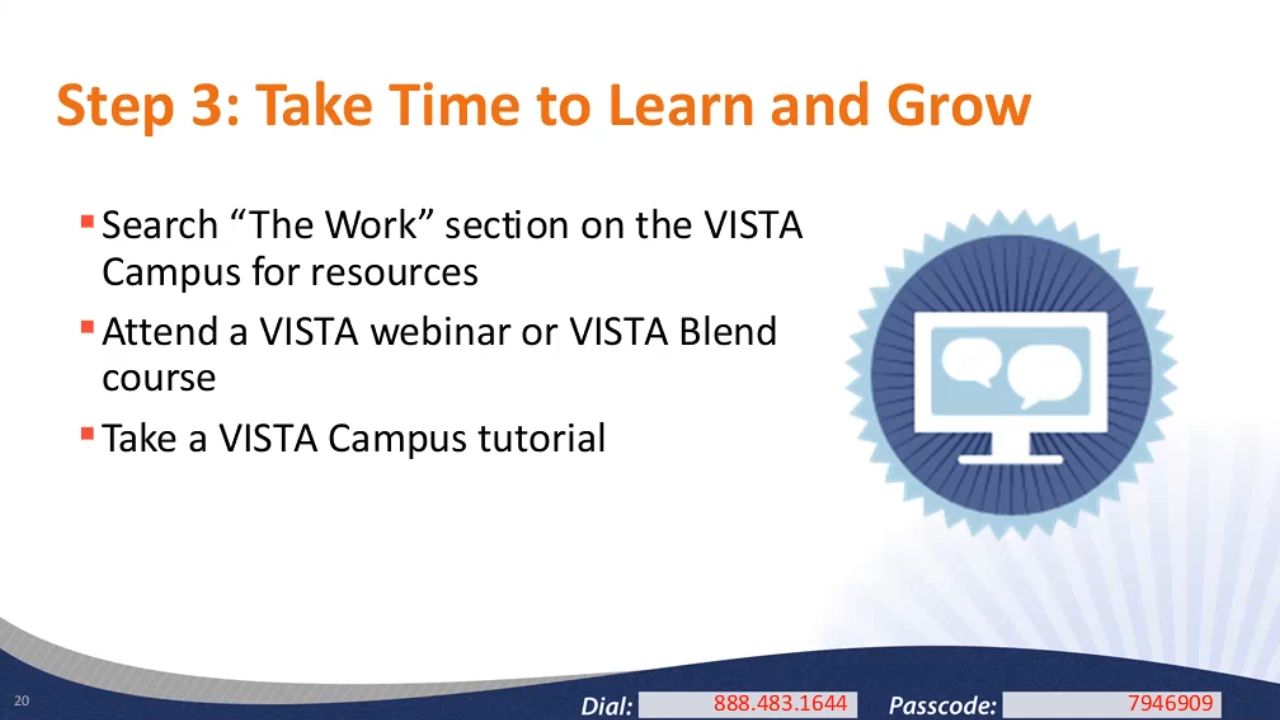 Step 3: Take Time to Learn and Grow
Search “The Work” section on the VISTA
Campus for resources
Attend a VISTA webinar or VISTA Blend
course
Take a VISTA Campus tutorial
20
Dial: 888.483.1644 Passcode: 7946909